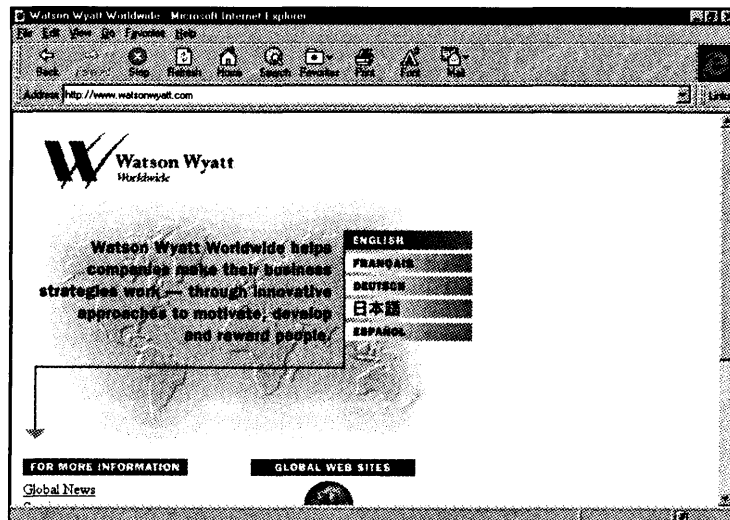 Watson Wyatt Worldwide - Microsoft Internet Explorer
File Edit View Go Favorites Help
Back Forward Stop Refresh Home Search Favorites Print Font Mail
Address http://www.watsonwyatt.com Links
Watson Wyatt
Worldwide
Watson Wyatt Worldwide helps
companies make their business
strategies work — through innovative
approaches to motivate, develop
and reward people.
ENGLISH
FRANÇAIS
DEUTSCH
日本語
ESPAÑOL
FOR MORE INFORMATION
Global News
GLOBAL WEB SITES